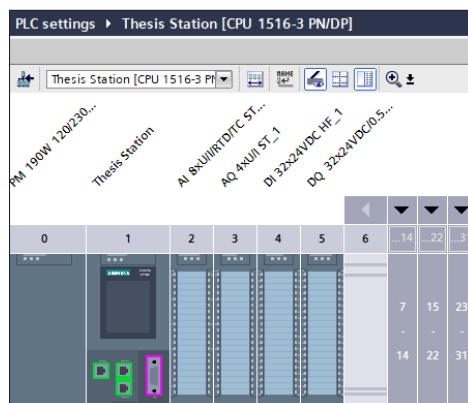 PLC settings ▸ Thesis Station [CPU 1516-3 PN/DP]
Thesis Station [CPU 1516-3 PN
PM 190W 120/230...
Thesis Station
AI 8xU/I/RTD/TC ST...
AQ 4xU/I ST_1
DI 32x24VDC HF_1
DQ 32x24VDC/0.5...
0 1 2 3 4 5 6 ...14 ...22 ...31
SIEMENS
7 15 23
- - -
14 22 31